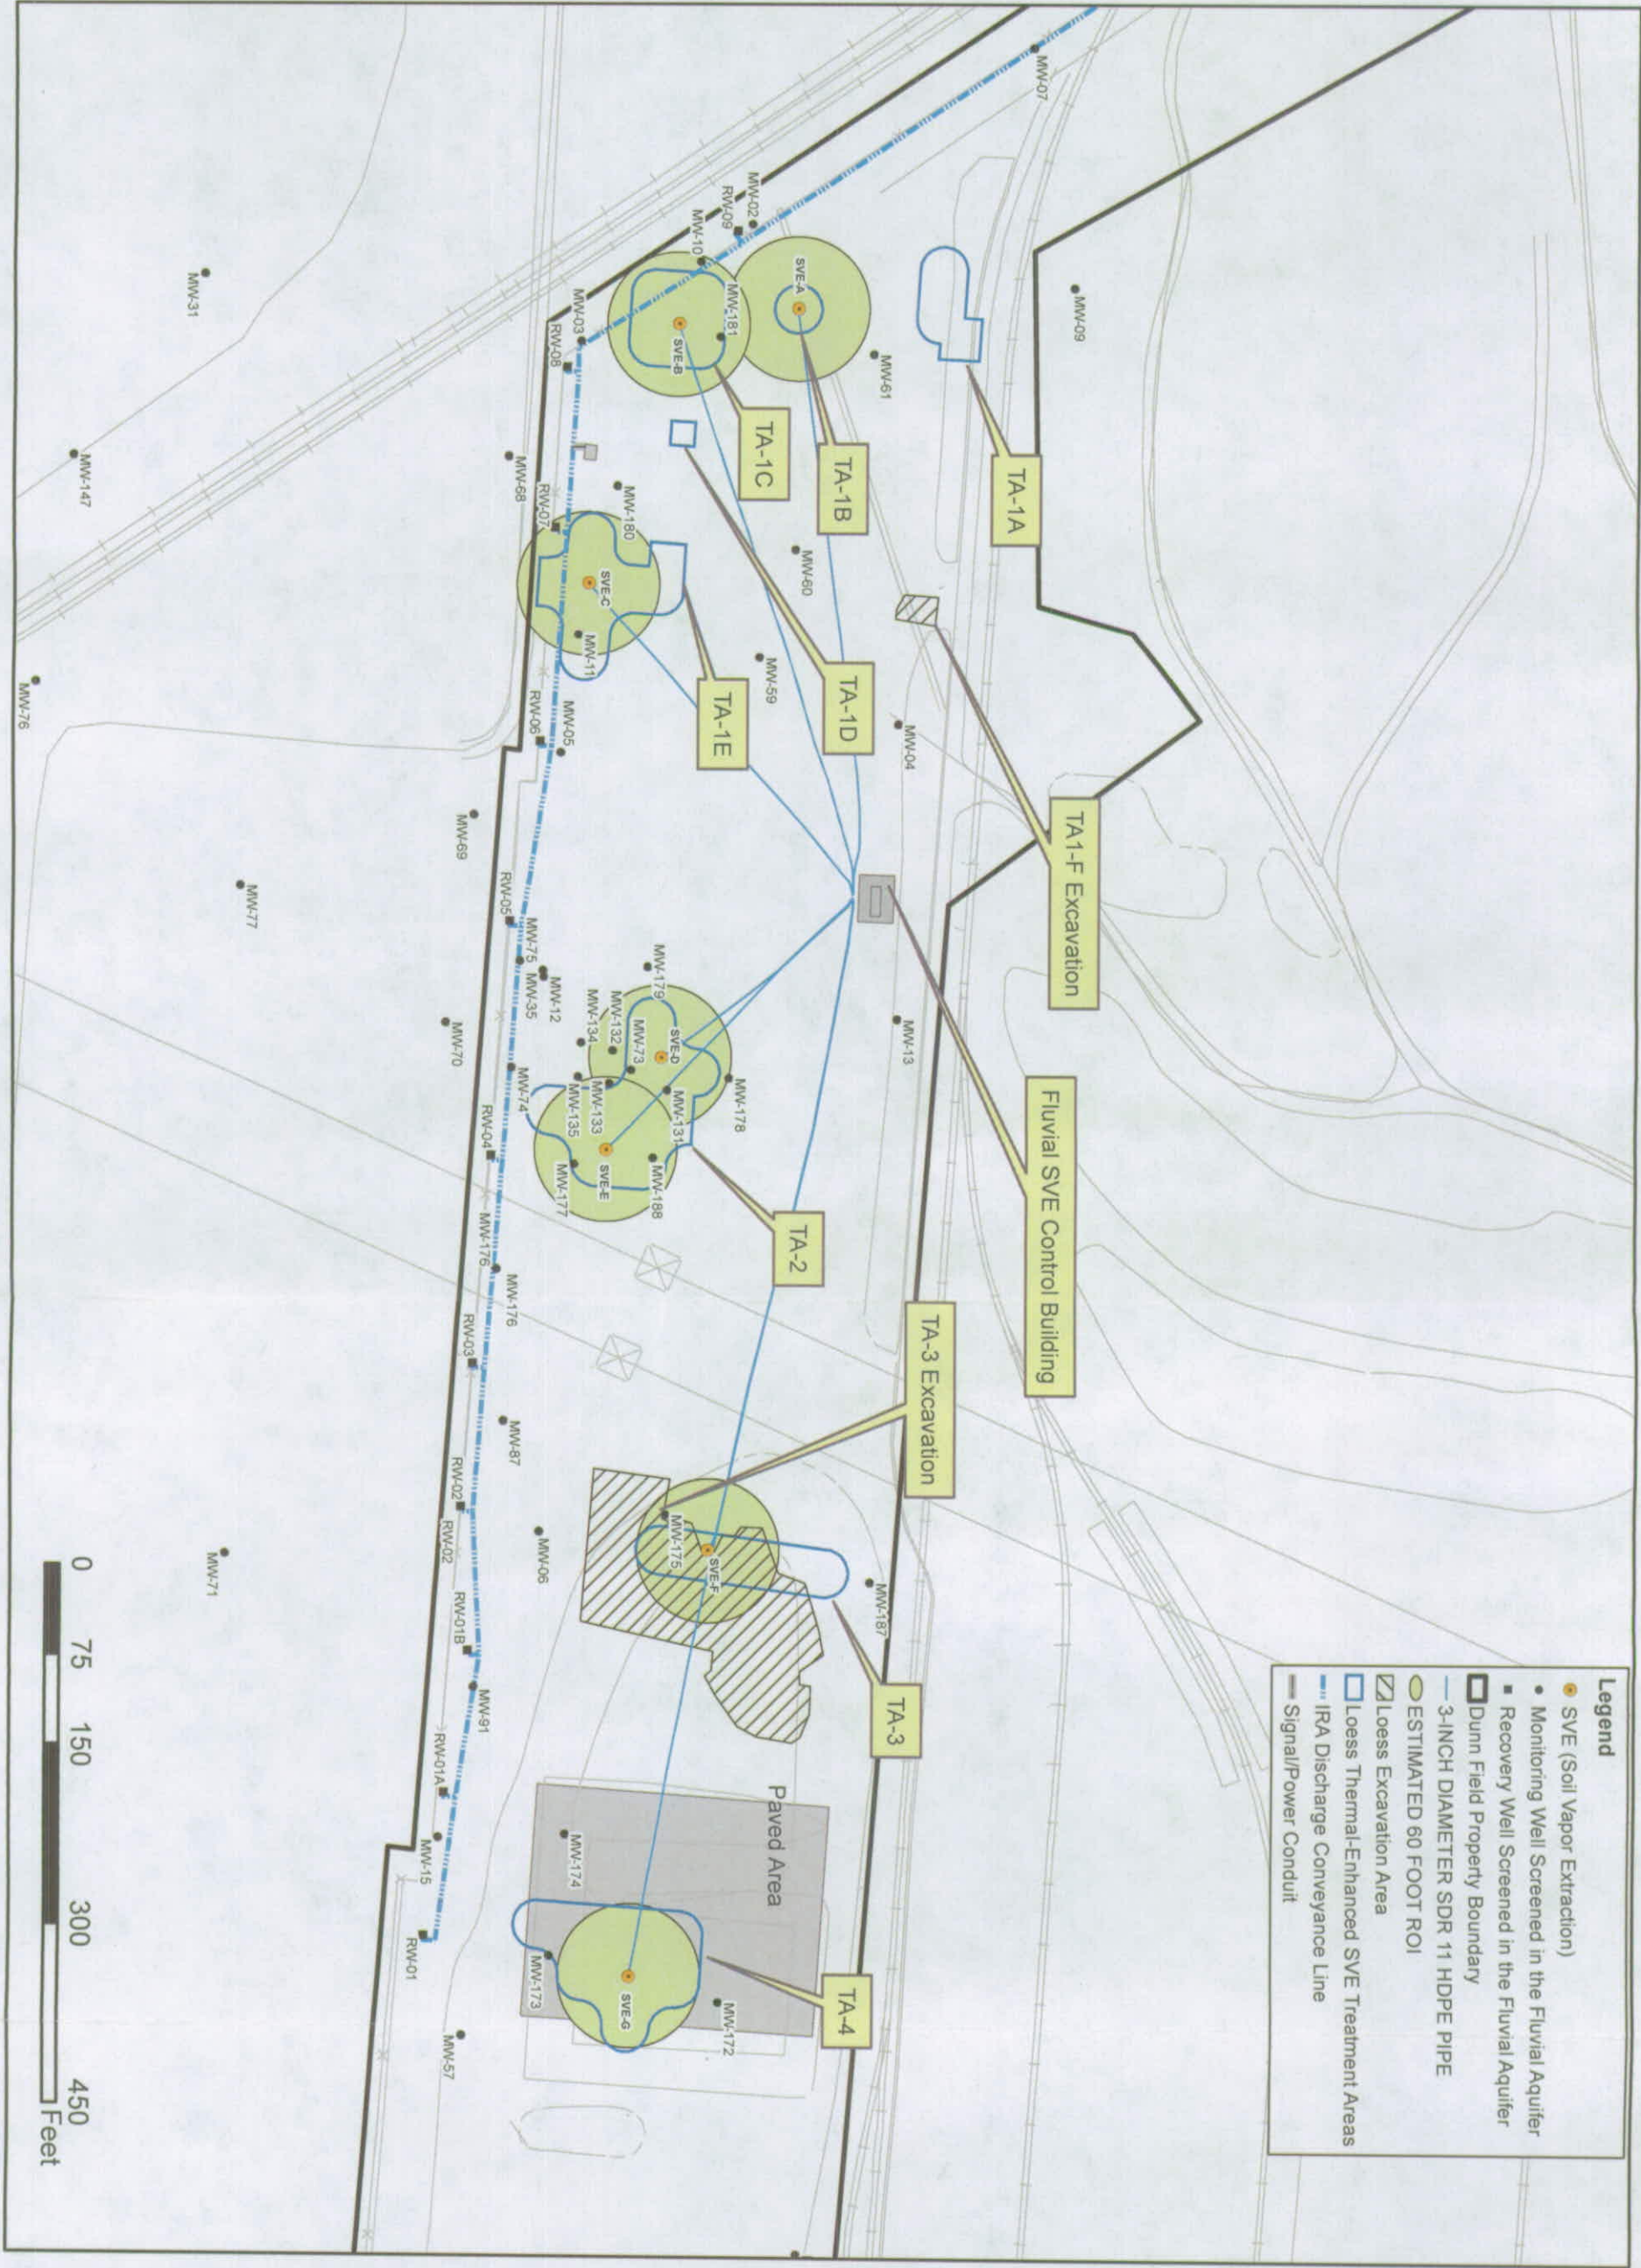 Legend
SVE (Soil Vapor Extraction)
Monitoring Well Screened in the Fluvial Aquifer
Recovery Well Screened in the Fluvial Aquifer
Dunn Field Property Boundary
3-INCH DIAMETER SDR 11 HDPE PIPE
ESTIMATED 60 FOOT ROI
Loess Excavation Area
Loess Thermal-Enhanced SVE Treatment Areas
IRA Discharge Conveyance Line
Signal/Power Conduit
MW-07
MW-09
MW-02
RW-09
MW-10
SVE-A
MW-61
MW-181
SVE-B
MW-03
RW-08
MW-31
MW-147
MW-68
RW-07
MW-180
SVE-C
MW-11
MW-60
MW-59
MW-04
TA-1A
TA-1B
TA-1C
TA-1D
TA-1E
TA1-F Excavation
MW-76
RW-06
MW-05
MW-69
MW-77
RW-05
MW-75
MW-35
MW-12
MW-70
MW-13
Fluvial SVE Control Building
MW-179
SVE-D
MW-73
MW-132
MW-134
MW-178
MW-131
MW-133
MW-135
MW-74
RW-04
SVE-E
MW-188
MW-177
TA-2
MW-176
MW-176
RW-03
MW-87
TA-3 Excavation
RW-02
RW-02
MW-06
MW-71
MW-175
SVE-F
MW-187
TA-3
RW-01B
MW-91
RW-01A
MW-15
RW-01
Paved Area
MW-174
MW-173
SVE-G
MW-172
TA-4
MW-57
0 75 150 300 450
Feet